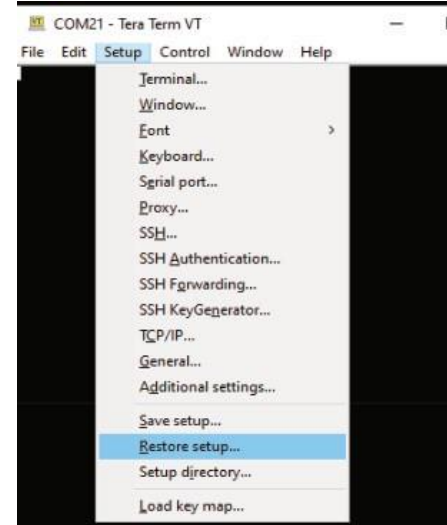 COM21 - Tera Term VT
File Edit Setup Control Window Help
Terminal...
Window...
Font
Keyboard...
Serial port...
Proxy...
SSH...
SSH Authentication...
SSH Forwarding...
SSH KeyGenerator...
TCP/IP...
General...
Additional settings...
Save setup...
Restore setup...
Setup directory...
Load key map...